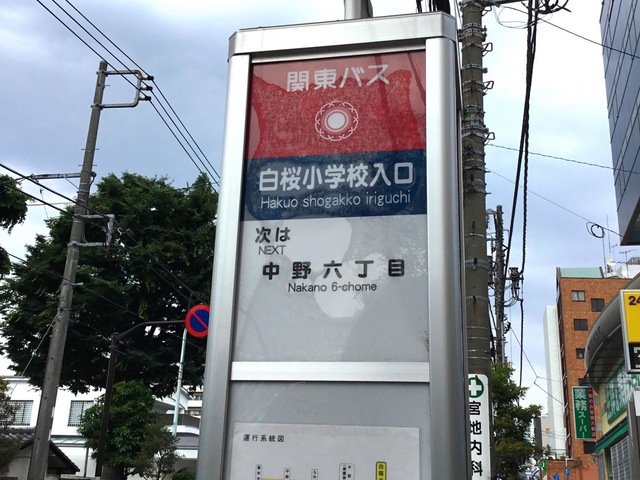 関東バス
白桜小学校入口
Hakuo shogakko iriguchi
次は
NEXT
中野六丁目
Nakano 6-chome
運行系統図
宮地内科
業務スーパー
24